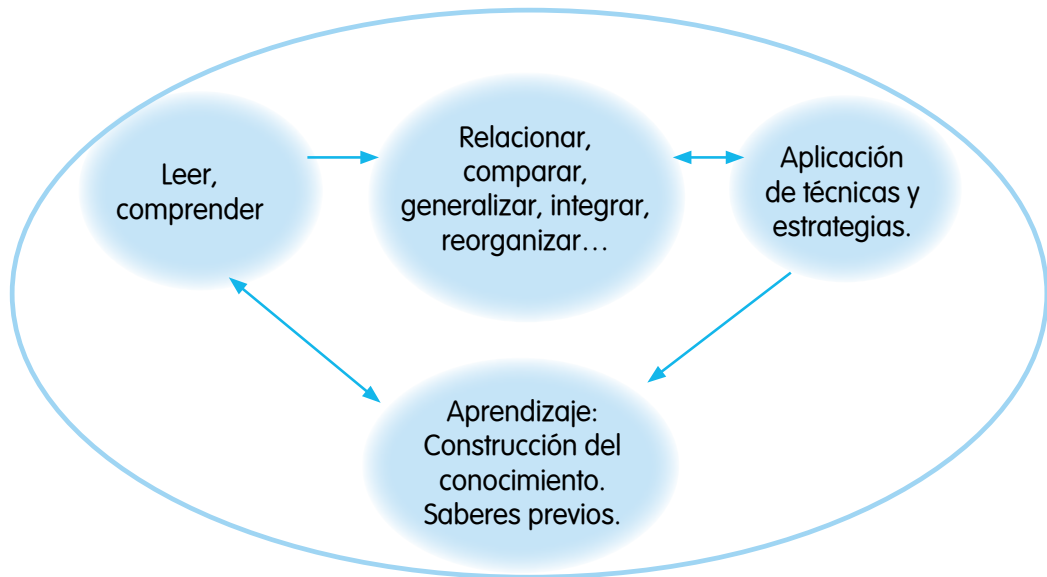 Leer,
comprender
Relacionar,
comparar,
generalizar, integrar,
reorganizar...
Aplicación
de técnicas y
estrategias.
Aprendizaje:
Construcción del
conocimiento.
Saberes previos.